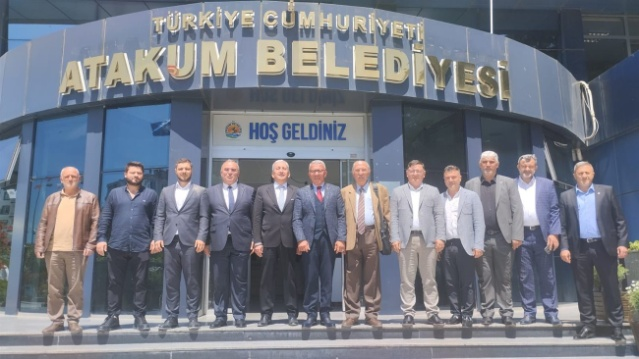 TÜRKİYE CUMHURİYETİ
ATAKUM BELEDİYESİ
HOŞ GELDİNİZ